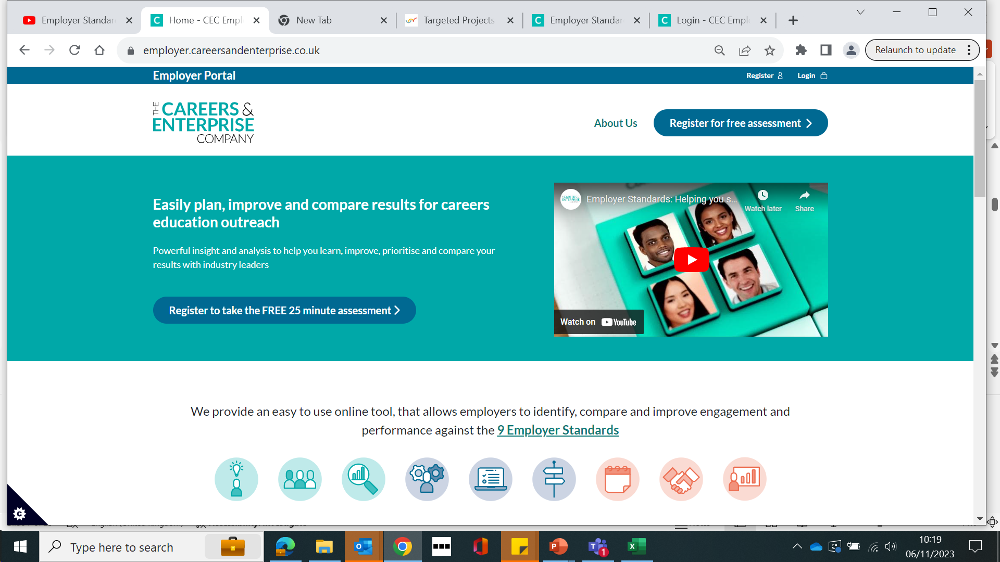 Employer Standar
Home - CEC Empl
New Tab
Targeted Projects
Employer Standar
Login - CEC Empl
employer.careersandenterprise.co.uk
Relaunch to update
Employer Portal
Register
Login
THE
CAREERS &
ENTERPRISE
COMPANY
About Us
Register for free assessment
Easily plan, improve and compare results for careers
education outreach
Powerful insight and analysis to help you learn, improve, prioritise and compare your
results with industry leaders
Register to take the FREE 25 minute assessment
Employer Standards: Helping you s...
Watch later
Share
Watch on YouTube
We provide an easy to use online tool, that allows employers to identify, compare and improve engagement and
performance against the 9 Employer Standards
Type here to search
1
10:19
06/11/2023